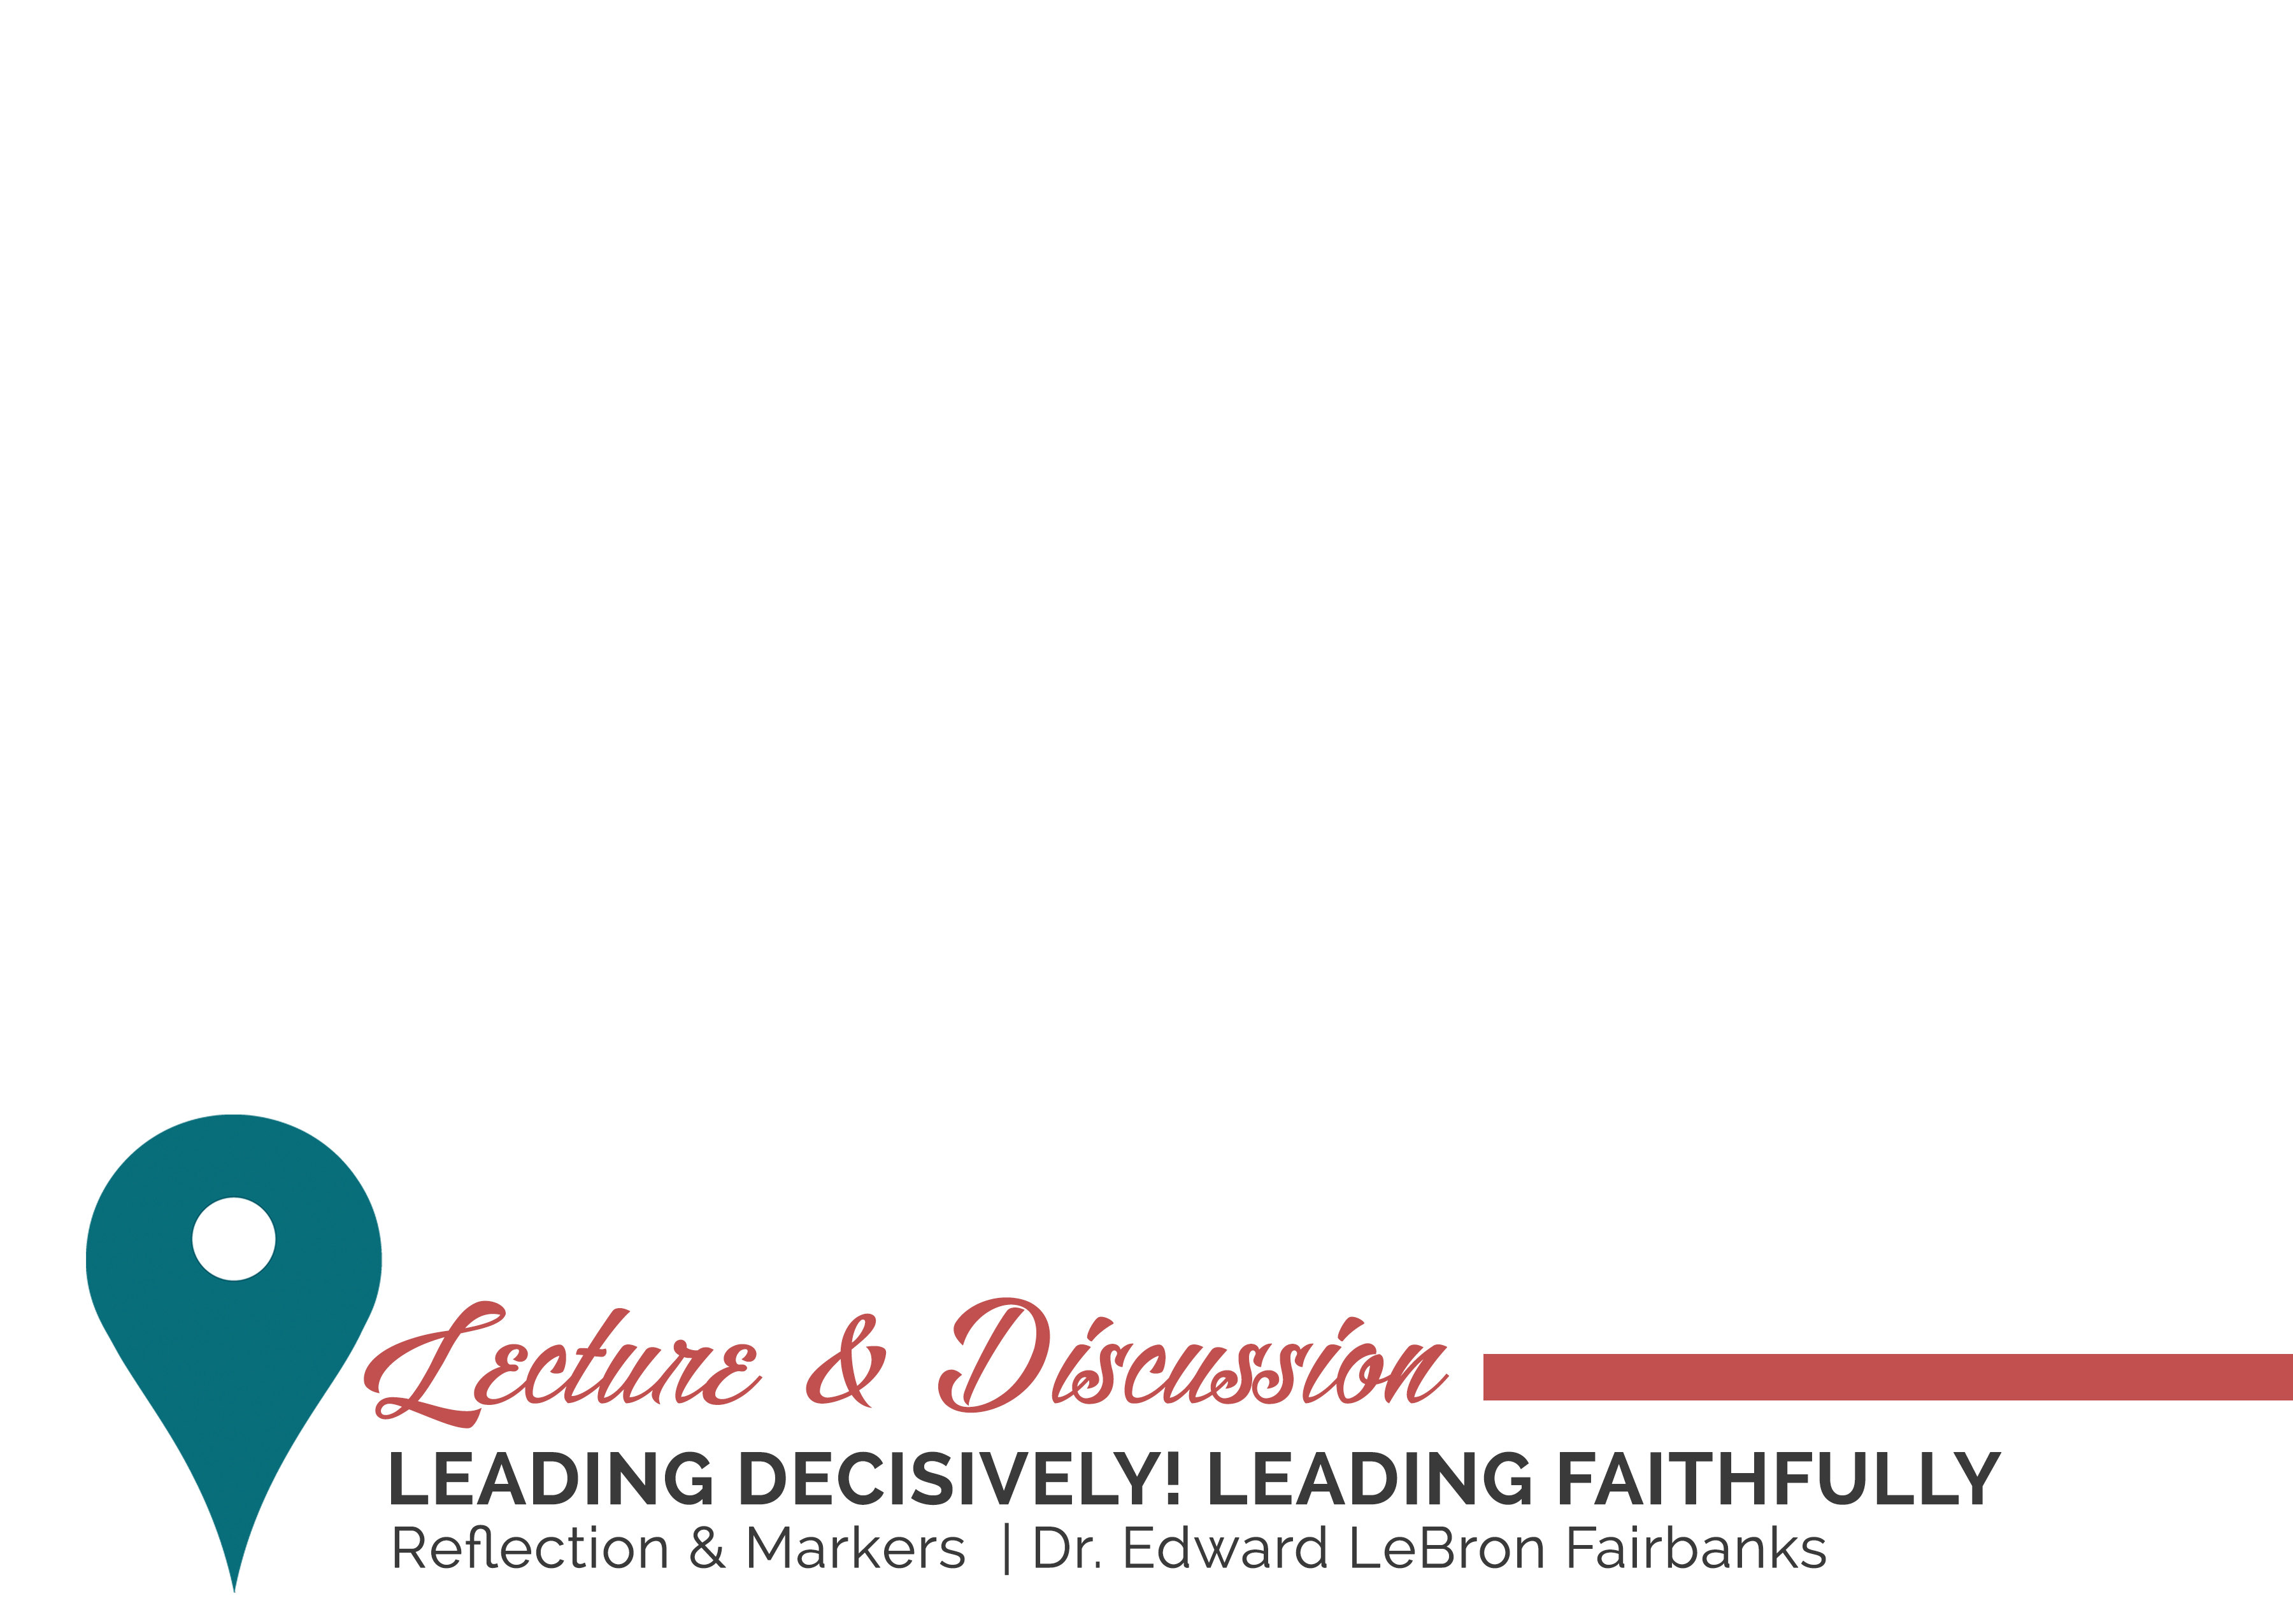 Lecture & Discussion
LEADING DECISIVELY! LEADING FAITHFULLY
Reflection & Markers | Dr. Edward LeBron Fairbanks